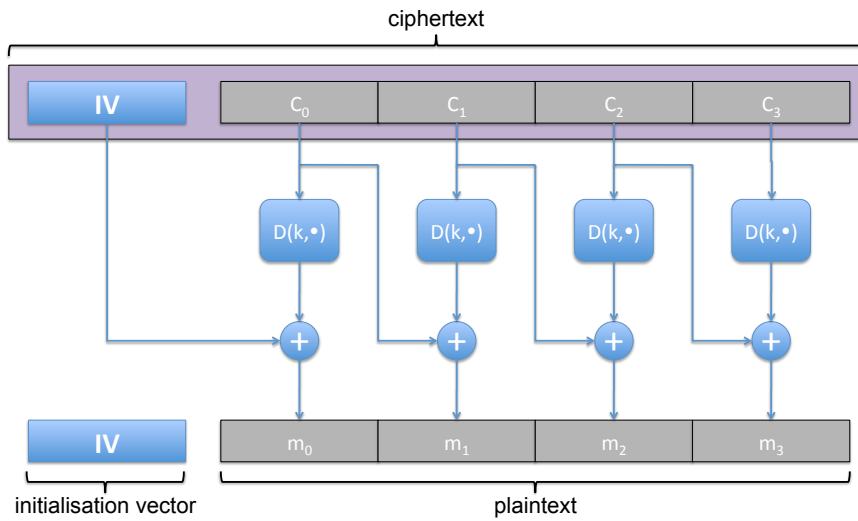 ciphertext
IV C₀ C₁ C₂ C₃
D(k,•) D(k,•) D(k,•) D(k,•)
+ + + +
IV m₀ m₁ m₂ m₃
initialisation vector plaintext